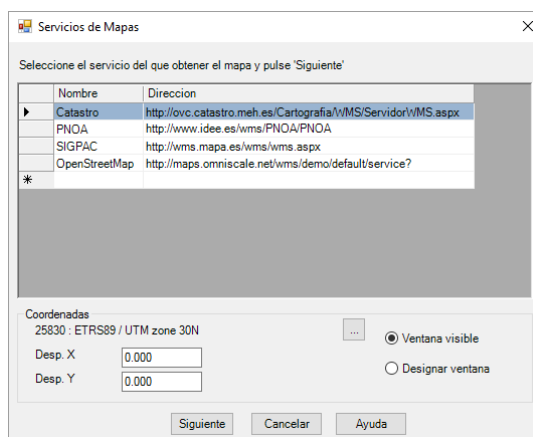 Servicios de Mapas
Seleccione el servicio del que obtener el mapa y pulse 'Siguiente'
Nombre Direccion
Catastro http://ovc.catastro.meh.es/Cartografia/WMS/ServidorWMS.aspx
PNOA http://www.idee.es/wms/PNOA/PNOA
SIGPAC http://wms.mapa.es/wms/wms.aspx
OpenStreetMap http://maps.omniscale.net/wms/demo/default/service?
Coordenadas
25830 : ETRS89 / UTM zone 30N ... Ventana visible
Desp. X 0.000
Designar ventana
Desp. Y 0.000
Siguiente Cancelar Ayuda